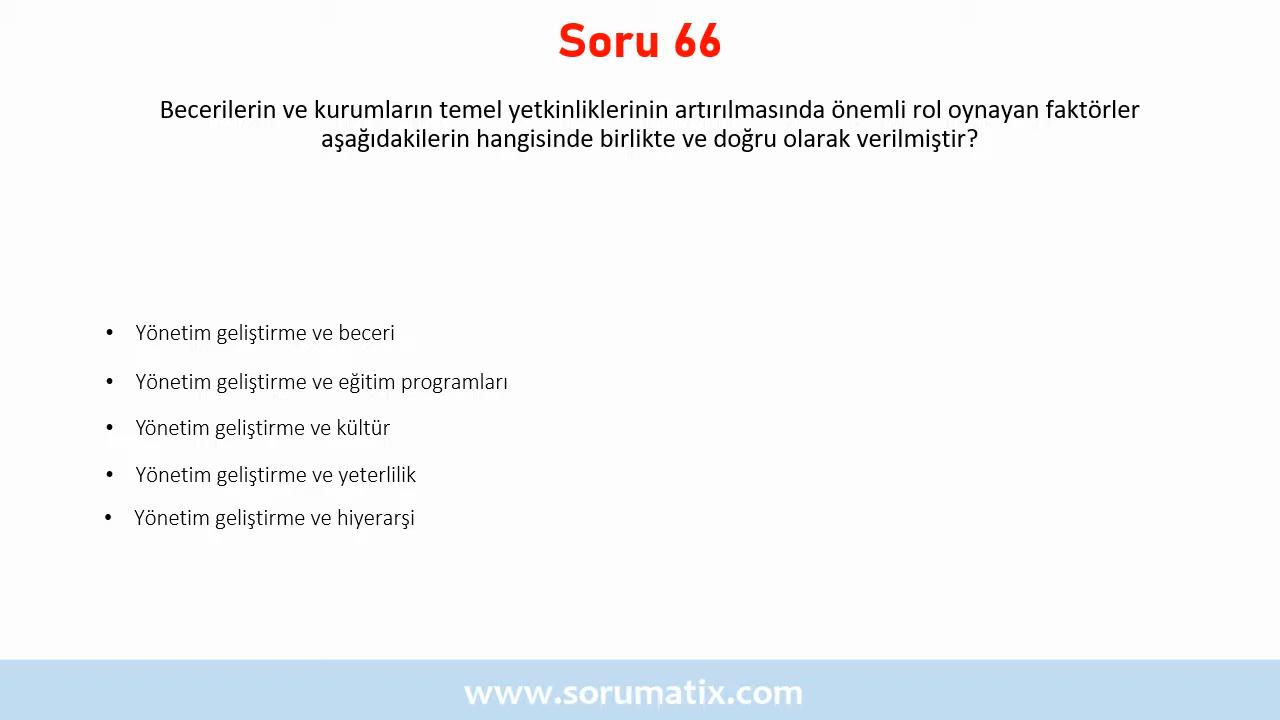 Soru 66
Becerilerin ve kurumların temel yetkinliklerinin artırılmasında önemli rol oynayan faktörler
aşağıdakilerin hangisinde birlikte ve doğru olarak verilmiştir?
• Yönetim geliştirme ve beceri
• Yönetim geliştirme ve eğitim programları
• Yönetim geliştirme ve kültür
• Yönetim geliştirme ve yeterlilik
• Yönetim geliştirme ve hiyerarşi
www.sorumatix.com